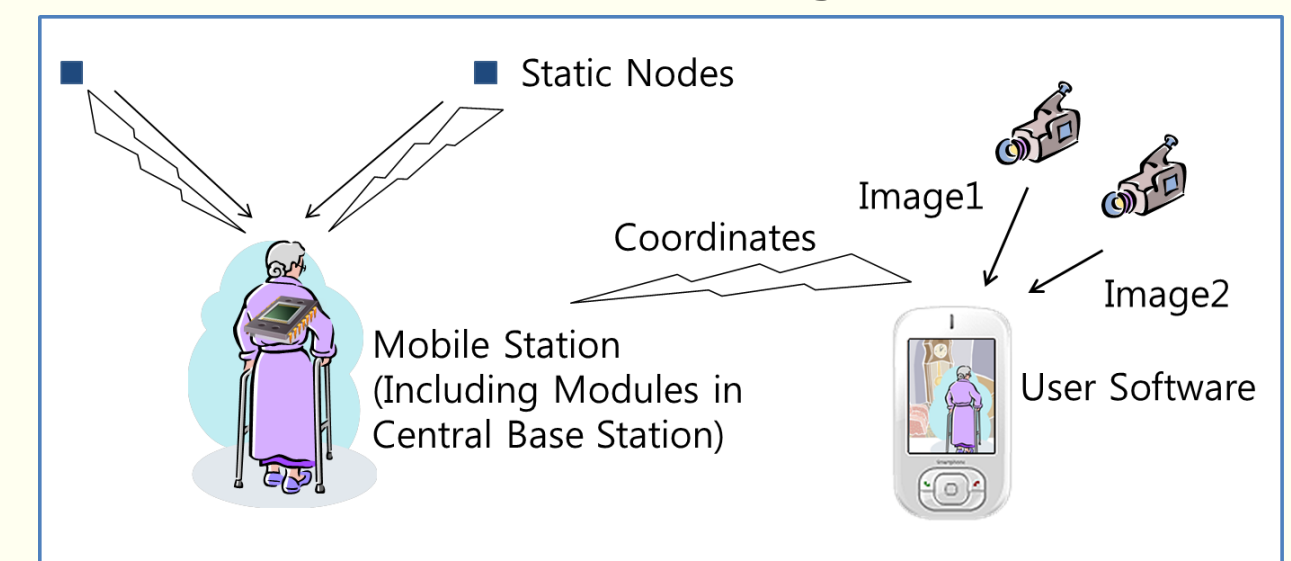 Static Nodes
Image1
Coordinates
Image2
Mobile Station
(Including Modules in
Central Base Station)
User Software